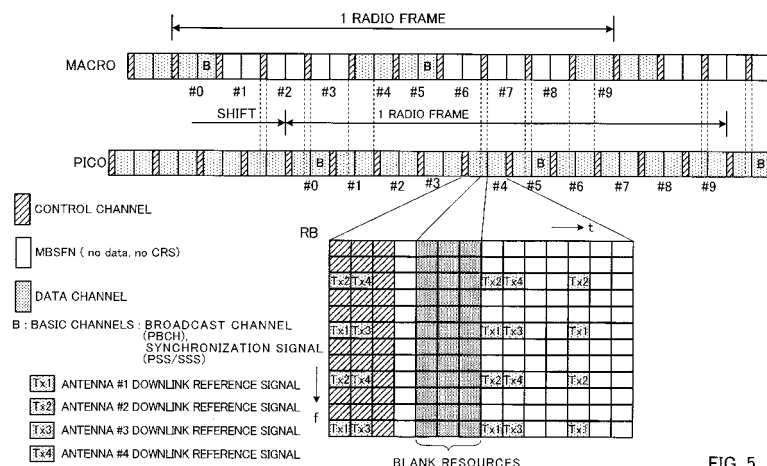 1 RADIO FRAME
MACRO B B
#0 #1 #2 #3 #4 #5 #6 #7 #8 #9
SHIFT 1 RADIO FRAME
PICO B B B
#0 #1 #2 #3 #4 #5 #6 #7 #8 #9
CONTROL CHANNEL
MBSFN ( no data, no CRS)
DATA CHANNEL
B : BASIC CHANNELS : BROADCAST CHANNEL
(PBCH),
SYNCHRONIZATION SIGNAL
(PSS/SSS)
Tx1 ANTENNA #1 DOWNLINK REFERENCE SIGNAL
Tx2 ANTENNA #2 DOWNLINK REFERENCE SIGNAL
Tx3 ANTENNA #3 DOWNLINK REFERENCE SIGNAL
Tx4 ANTENNA #4 DOWNLINK REFERENCE SIGNAL
RB t
f
Tx2 Tx4 Tx2 Tx4 Tx2
Tx1 Tx3 Tx1 Tx3 Tx1
Tx2 Tx4 Tx2 Tx4 Tx2
Tx1 Tx3 Tx1 Tx3 Tx1
BLANK RESOURCES
FIG. 5